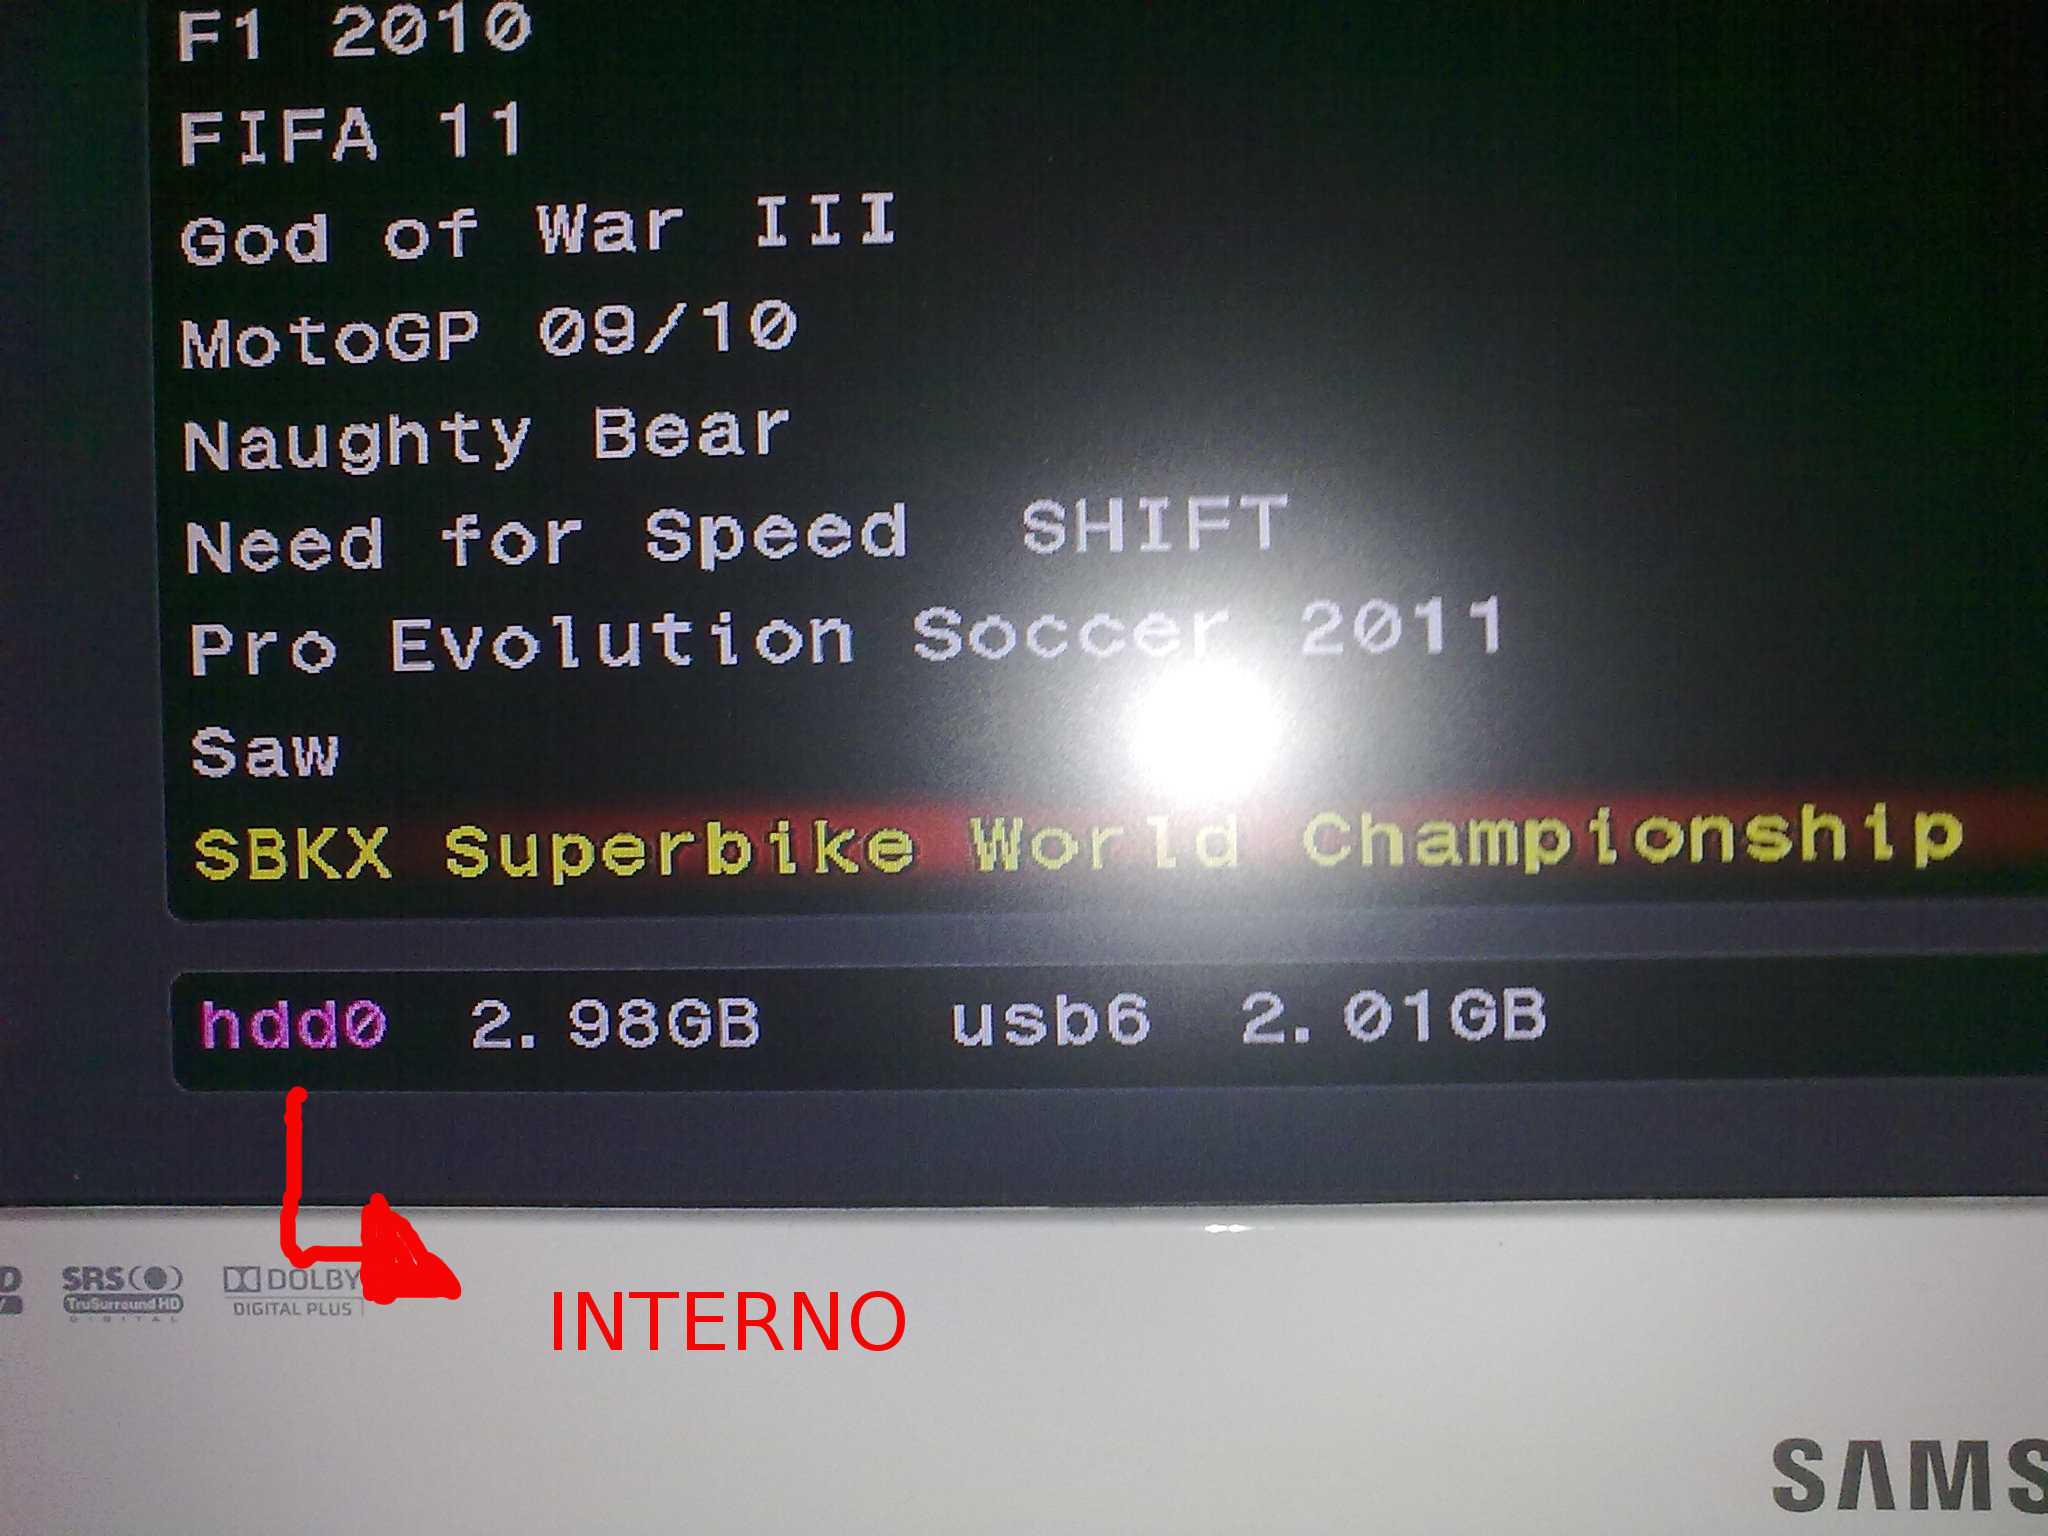 F1 2010
FIFA 11
God of War III
MotoGP 09/10
Naughty Bear
Need for Speed SHIFT
Pro Evolution Soccer 2011
Saw
SBKX Superbike World Championship
hdd0 2.98GB usb6 2.01GB
SRS DOLBY
TruSurround HD DIGITAL PLUS
DIGITAL
INTERNO
SAMS